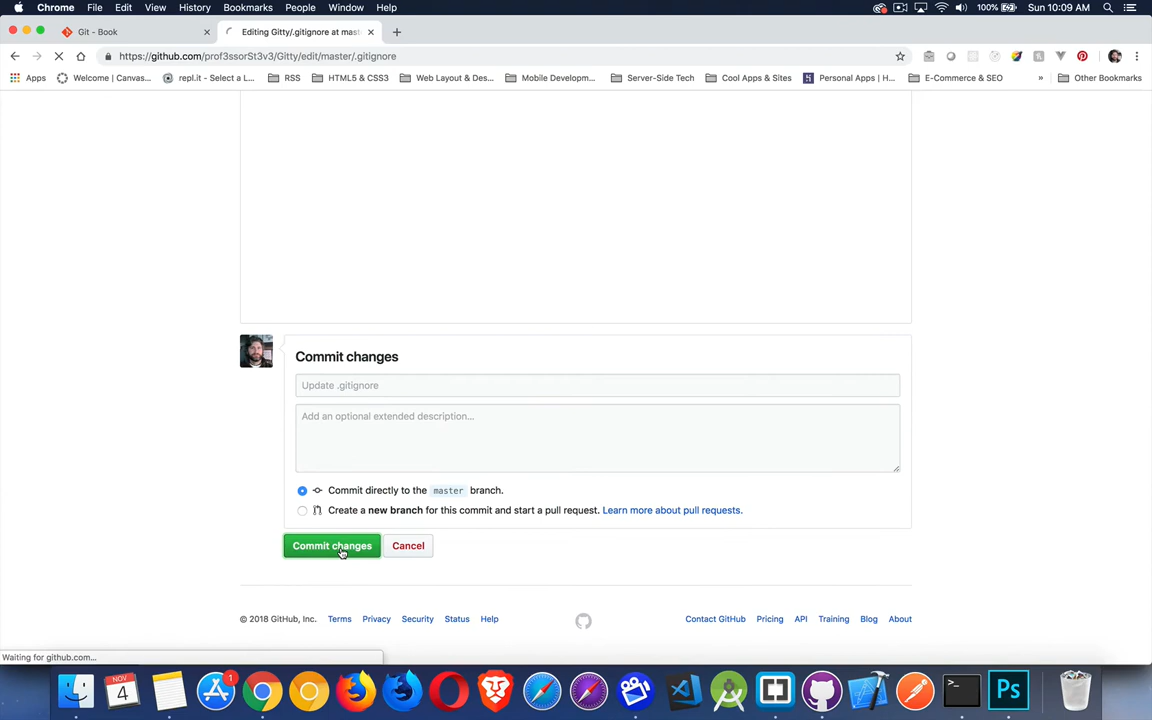 Chrome File Edit View History Bookmarks People Window Help 100% Sun 10:09 AM
Git - Book
Editing Gitty/.gitignore at mas
https://github.com/prof3ssorSt3v3/Gitty/edit/master/.gitignore
Apps Welcome | Canvas... repl.it - Select a L... RSS HTML5 & CSS3 Web Layout & Des... Mobile Developm... Server-Side Tech Cool Apps & Sites Personal Apps | H... E-Commerce & SEO » Other Bookmarks
Commit changes
Update .gitignore
Add an optional extended description...
Commit directly to the master branch.
Create a new branch for this commit and start a pull request. Learn more about pull requests.
Commit changes Cancel
© 2018 GitHub, Inc. Terms Privacy Security Status Help Contact GitHub Pricing API Training Blog About
Waiting for github.com...
NOV
4
1
>_
Ps